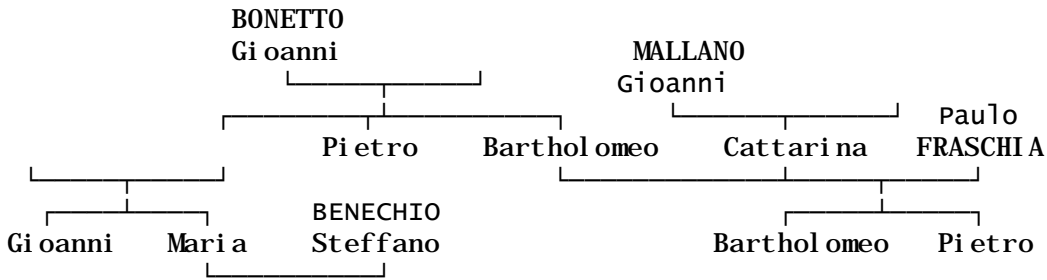 BONETTO
Gioanni MALLANO
Gioanni
Paulo
Pietro Bartholomeo Cattarina FRASCHIA
BENECHIO
Gioanni Maria Steffano Bartholomeo Pietro